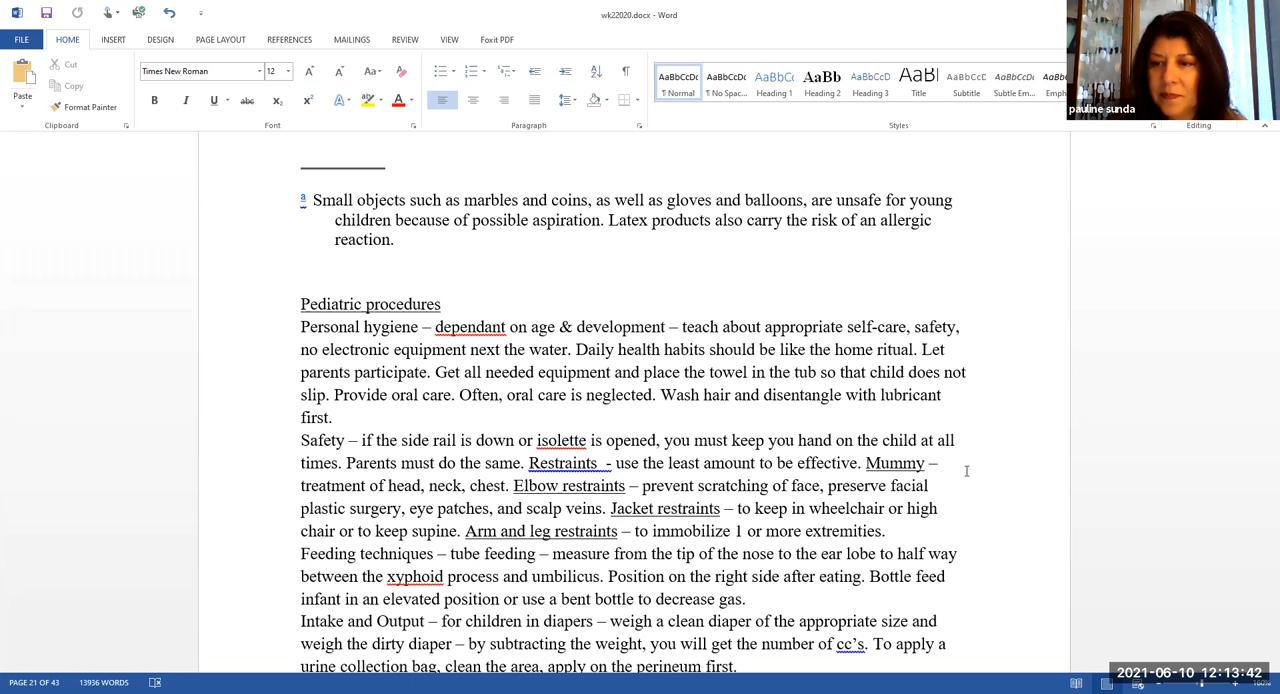 wk22020.docx - Word
FILE HOME INSERT DESIGN PAGE LAYOUT REFERENCES MAILINGS REVIEW VIEW Foxit PDF
Paste
Cut
Copy
Format Painter
Clipboard
Times New Roman 12
Font
Paragraph
AaBbCcDc AaBbCcDc AaBbCc AaBb AaBbCcD AaB AaBbCcD AaBbCcDc AaBb
¶ Normal ¶ No Spac... Heading 1 Heading 2 Heading 3 Title Subtitle Subtle Em... Empha
Styles
Editing
pauline sunda
a Small objects such as marbles and coins, as well as gloves and balloons, are unsafe for young
children because of possible aspiration. Latex products also carry the risk of an allergic
reaction.
Pediatric procedures
Personal hygiene – dependant on age & development – teach about appropriate self-care, safety,
no electronic equipment next the water. Daily health habits should be like the home ritual. Let
parents participate. Get all needed equipment and place the towel in the tub so that child does not
slip. Provide oral care. Often, oral care is neglected. Wash hair and disentangle with lubricant
first.
Safety – if the side rail is down or isolette is opened, you must keep you hand on the child at all
times. Parents must do the same. Restraints - use the least amount to be effective. Mummy –
treatment of head, neck, chest. Elbow restraints – prevent scratching of face, preserve facial
plastic surgery, eye patches, and scalp veins. Jacket restraints – to keep in wheelchair or high
chair or to keep supine. Arm and leg restraints – to immobilize 1 or more extremities.
Feeding techniques – tube feeding – measure from the tip of the nose to the ear lobe to half way
between the xyphoid process and umbilicus. Position on the right side after eating. Bottle feed
infant in an elevated position or use a bent bottle to decrease gas.
Intake and Output – for children in diapers – weigh a clean diaper of the appropriate size and
weigh the dirty diaper – by subtracting the weight, you will get the number of cc's. To apply a
urine collection bag, clean the area, apply on the perineum first.
PAGE 21 OF 43 13936 WORDS
2021-06-10 12:13:42